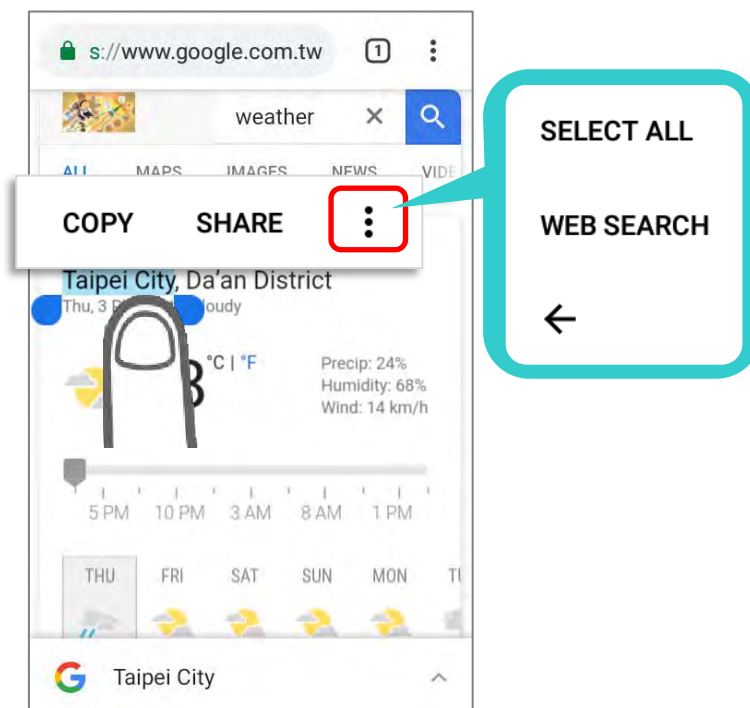 s://www.google.com.tw 1
weather
ALL MAPS IMAGES NEWS VIDE
COPY SHARE
SELECT ALL
WEB SEARCH
Taipei City, Da'an District
Thu, 3 P oudy
°C | °F
Precip: 24%
Humidity: 68%
Wind: 14 km/h
5 PM 10 PM 3 AM 8 AM 1 PM
THU FRI SAT SUN MON
G Taipei City